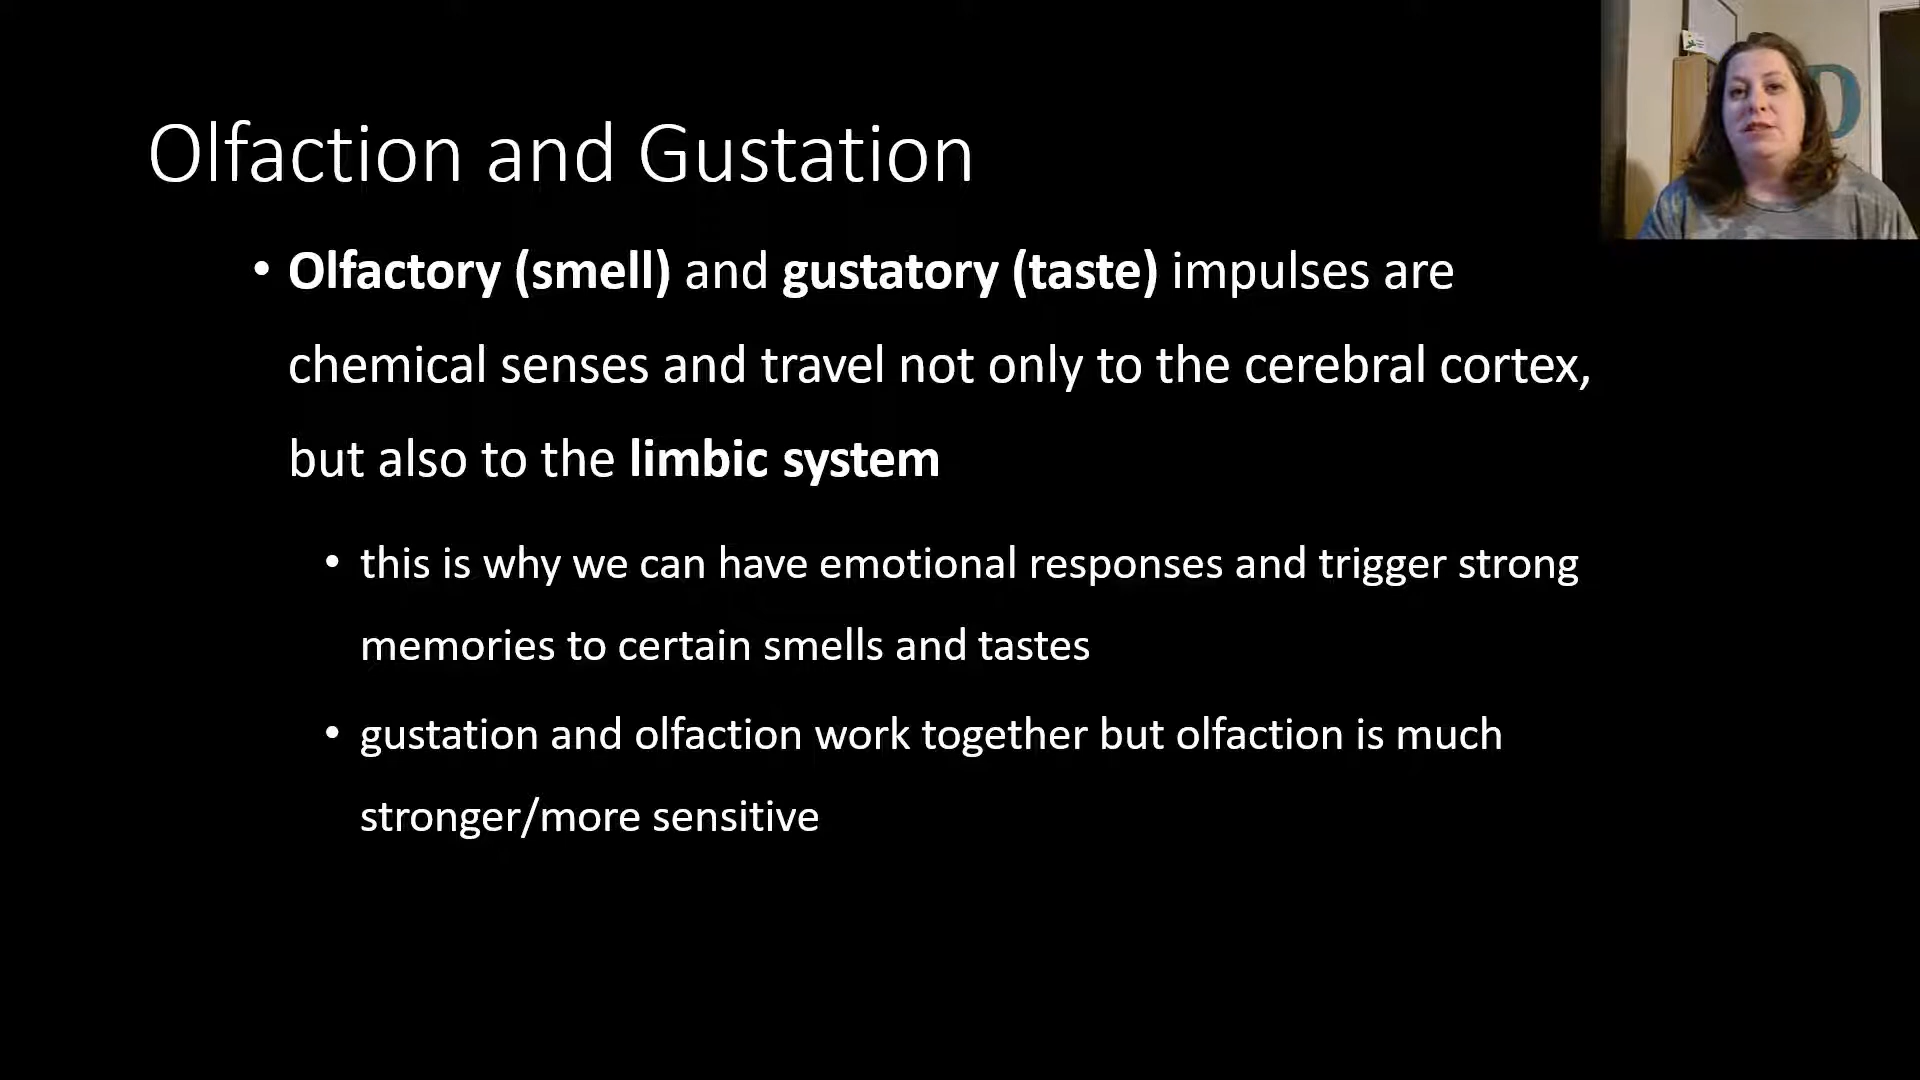 Olfaction and Gustation
• Olfactory (smell) and gustatory (taste) impulses are
chemical senses and travel not only to the cerebral cortex,
but also to the limbic system
• this is why we can have emotional responses and trigger strong
memories to certain smells and tastes
• gustation and olfaction work together but olfaction is much
stronger/more sensitive